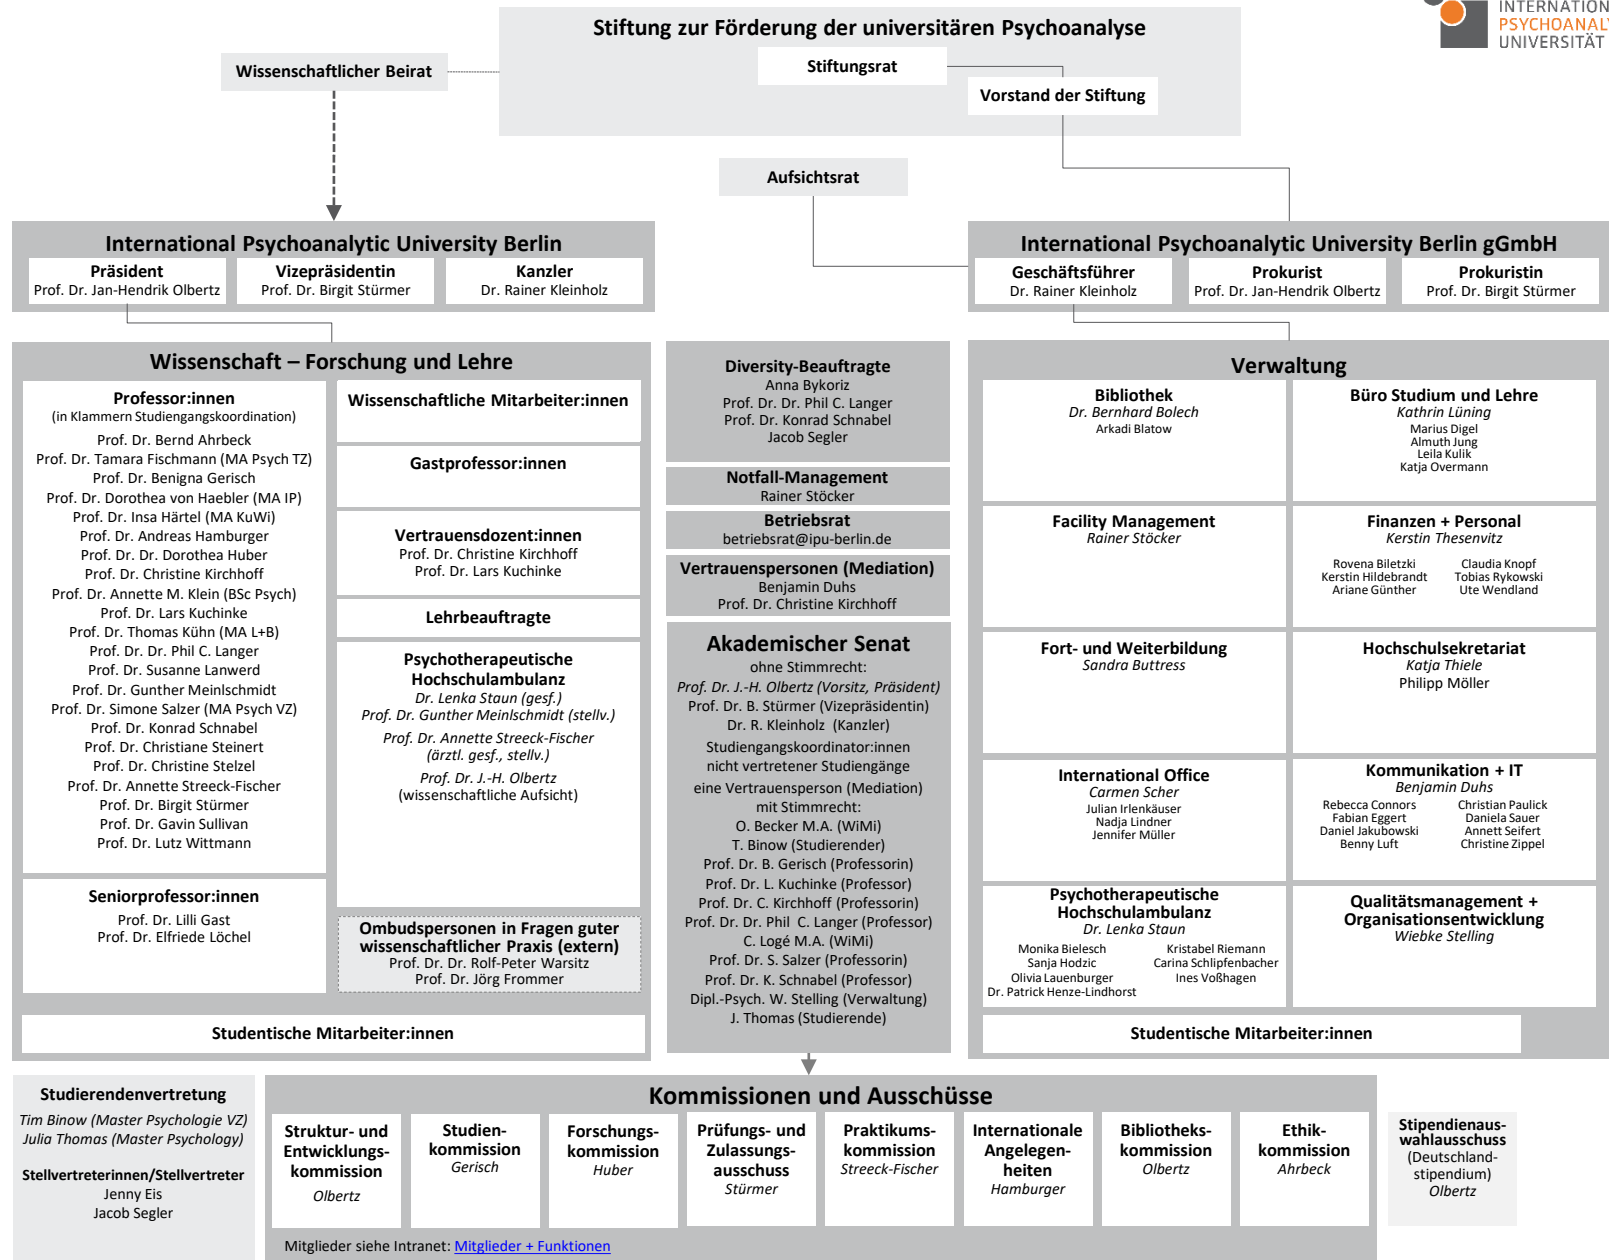 INTERNATION
PSYCHOANAL
UNIVERSITÄT
Stiftung zur Förderung der universitären Psychoanalyse
Wissenschaftlicher Beirat
Stiftungsrat
Vorstand der Stiftung
Aufsichtsrat
International Psychoanalytic University Berlin
Präsident
Prof. Dr. Jan-Hendrik Olbertz
Vizepräsidentin
Prof. Dr. Birgit Stürmer
Kanzler
Dr. Rainer Kleinholz
International Psychoanalytic University Berlin gGmbH
Geschäftsführer
Dr. Rainer Kleinholz
Prokurist
Prof. Dr. Jan-Hendrik Olbertz
Prokuristin
Prof. Dr. Birgit Stürmer
Wissenschaft – Forschung und Lehre
Professor:innen
(in Klammern Studiengangskoordination)
Prof. Dr. Bernd Ahrbeck
Prof. Dr. Tamara Fischmann (MA Psych TZ)
Prof. Dr. Benigna Gerisch
Prof. Dr. Dorothea von Haebler (MA IP)
Prof. Dr. Insa Härtel (MA KuWi)
Prof. Dr. Andreas Hamburger
Prof. Dr. Dr. Dorothea Huber
Prof. Dr. Christine Kirchhoff
Prof. Dr. Annette M. Klein (BSc Psych)
Prof. Dr. Lars Kuchinke
Prof. Dr. Thomas Kühn (MA L+B)
Prof. Dr. Dr. Phil C. Langer
Prof. Dr. Susanne Lanwerd
Prof. Dr. Gunther Meinlschmidt
Prof. Dr. Simone Salzer (MA Psych VZ)
Prof. Dr. Konrad Schnabel
Prof. Dr. Christiane Steinert
Prof. Dr. Christine Stelzel
Prof. Dr. Annette Streeck-Fischer
Prof. Dr. Birgit Stürmer
Prof. Dr. Gavin Sullivan
Prof. Dr. Lutz Wittmann
Seniorprofessor:innen
Prof. Dr. Lilli Gast
Prof. Dr. Elfriede Löchel
Wissenschaftliche Mitarbeiter:innen
Gastprofessor:innen
Vertrauensdozent:innen
Prof. Dr. Christine Kirchhoff
Prof. Dr. Lars Kuchinke
Lehrbeauftragte
Psychotherapeutische
Hochschulambulanz
Dr. Lenka Staun (gesf.)
Prof. Dr. Gunther Meinlschmidt (stellv.)
Prof. Dr. Annette Streeck-Fischer
(ärztl. gesf., stellv.)
Prof. Dr. J.-H. Olbertz
(wissenschaftliche Aufsicht)
Ombudspersonen in Fragen guter
wissenschaftlicher Praxis (extern)
Prof. Dr. Dr. Rolf-Peter Warsitz
Prof. Dr. Jörg Frommer
Studentische Mitarbeiter:innen
Diversity-Beauftragte
Anna Bykoriz
Prof. Dr. Dr. Phil C. Langer
Prof. Dr. Konrad Schnabel
Jacob Segler
Notfall-Management
Rainer Stöcker
Betriebsrat
betriebsrat@ipu-berlin.de
Vertrauenspersonen (Mediation)
Benjamin Duhs
Prof. Dr. Christine Kirchhoff
Akademischer Senat
ohne Stimmrecht:
Prof. Dr. J.-H. Olbertz (Vorsitz, Präsident)
Prof. Dr. B. Stürmer (Vizepräsidentin)
Dr. R. Kleinholz (Kanzler)
Studiengangskoordinator:innen
nicht vertretener Studiengänge
eine Vertrauensperson (Mediation)
mit Stimmrecht:
O. Becker M.A. (WiMi)
T. Binow (Studierender)
Prof. Dr. B. Gerisch (Professorin)
Prof. Dr. L. Kuchinke (Professor)
Prof. Dr. C. Kirchhoff (Professorin)
Prof. Dr. Dr. Phil C. Langer (Professor)
C. Logé M.A. (WiMi)
Prof. Dr. S. Salzer (Professorin)
Prof. Dr. K. Schnabel (Professor)
Dipl.-Psych. W. Stelling (Verwaltung)
J. Thomas (Studierende)
Verwaltung
Bibliothek
Dr. Bernhard Bolech
Arkadi Blatow
Büro Studium und Lehre
Kathrin Lüning
Marius Digel
Almuth Jung
Leila Kulik
Katja Overmann
Facility Management
Rainer Stöcker
Finanzen + Personal
Kerstin Thesenvitz
Rovena Biletzki Claudia Knopf
Kerstin Hildebrandt Tobias Rykowski
Ariane Günther Ute Wendland
Fort- und Weiterbildung
Sandra Buttress
Hochschulsekretariat
Katja Thiele
Philipp Möller
International Office
Carmen Scher
Julian Irlenkäuser
Nadja Lindner
Jennifer Müller
Kommunikation + IT
Benjamin Duhs
Rebecca Connors Christian Paulick
Fabian Eggert Daniela Sauer
Daniel Jakubowski Annett Seifert
Benny Luft Christine Zippel
Psychotherapeutische
Hochschulambulanz
Dr. Lenka Staun
Monika Bielesch Kristabel Riemann
Sanja Hodzic Carina Schlipfenbacher
Olivia Lauenburger Ines Voßhagen
Dr. Patrick Henze-Lindhorst
Qualitätsmanagement +
Organisationsentwicklung
Wiebke Stelling
Studentische Mitarbeiter:innen
Studierendenvertretung
Tim Binow (Master Psychologie VZ)
Julia Thomas (Master Psychology)
Stellvertreterinnen/Stellvertreter
Jenny Eis
Jacob Segler
Kommissionen und Ausschüsse
Struktur- und
Entwicklungs-
kommission
Olbertz
Studien-
kommission
Gerisch
Forschungs-
kommission
Huber
Prüfungs- und
Zulassungs-
ausschuss
Stürmer
Praktikums-
kommission
Streeck-Fischer
Internationale
Angelegen-
heiten
Hamburger
Bibliotheks-
kommission
Olbertz
Ethik-
kommission
Ahrbeck
Mitglieder siehe Intranet: Mitglieder + Funktionen
Stipendienaus-
wahlausschuss
(Deutschland-
stipendium)
Olbertz